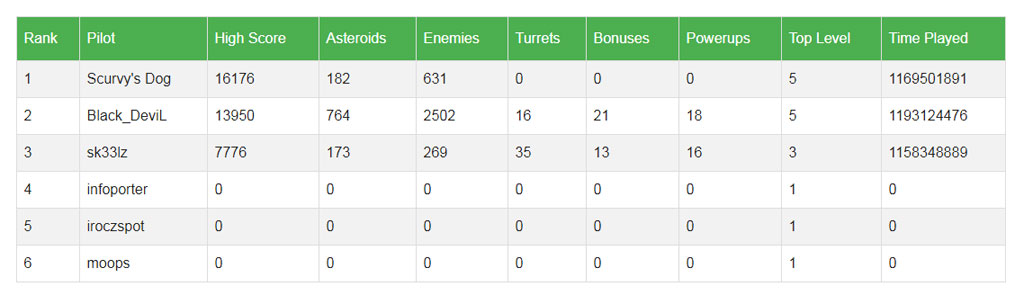 Rank Pilot High Score Asteroids Enemies Turrets Bonuses Powerups Top Level Time Played
1 Scurvy's Dog 16176 182 631 0 0 0 5 1169501891
2 Black_DeviL 13950 764 2502 16 21 18 5 1193124476
3 sk33lz 7776 173 269 35 13 16 3 1158348889
4 infoporter 0 0 0 0 0 0 1 0
5 iroczspot 0 0 0 0 0 0 1 0
6 moops 0 0 0 0 0 0 1 0